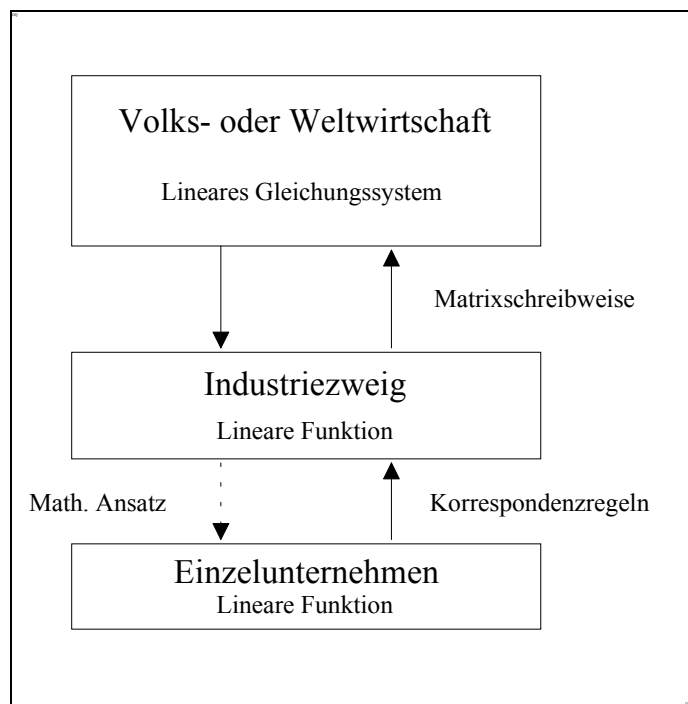 Volks- oder Weltwirtschaft
Lineares Gleichungssystem
Matrixschreibweise
Industriezweig
Lineare Funktion
Math. Ansatz
Korrespondenzregeln
Einzelunternehmen
Lineare Funktion